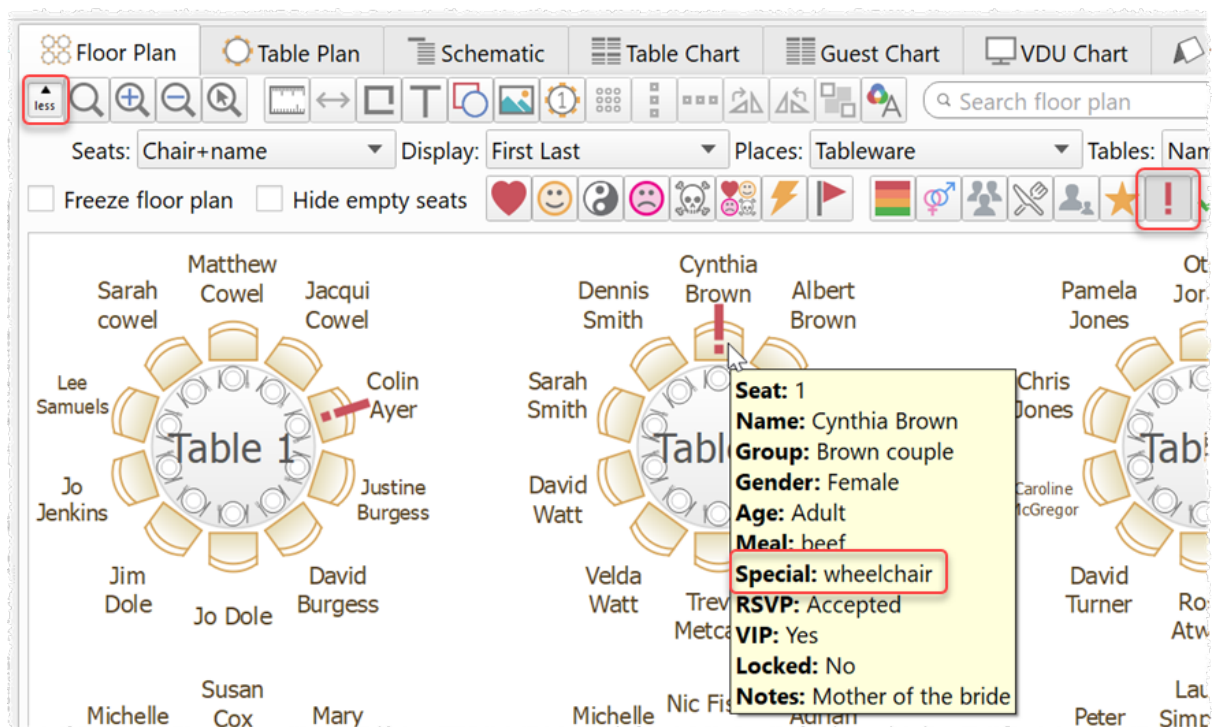 Floor Plan
Table Plan
Schematic
Table Chart
Guest Chart
VDU Chart
less
1
Search floor plan
Seats: Chair+name
Display: First Last
Places: Tableware
Tables:
Freeze floor plan
Hide empty seats
Matthew
Cowel
Sarah
cowel
Jacqui
Cowel
Lee
Samuels
Colin
Ayer
Table 1
Jo
Jenkins
Justine
Burgess
Jim
Dole
Jo Dole
David
Burgess
Cynthia
Brown
Dennis
Smith
Albert
Brown
Sarah
Smith
David
Watt
Velda
Watt
Seat: 1
Name: Cynthia Brown
Group: Brown couple
Gender: Female
Age: Adult
Meal: beef
Special: wheelchair
RSVP: Accepted
VIP: Yes
Locked: No
Notes: Mother of the bride
Pamela
Jones
Chris
Jones
Caroline
McGregor
David
Turner
Susan
Cox
Michelle
Mary
Michelle
Nic
Adrian
Peter